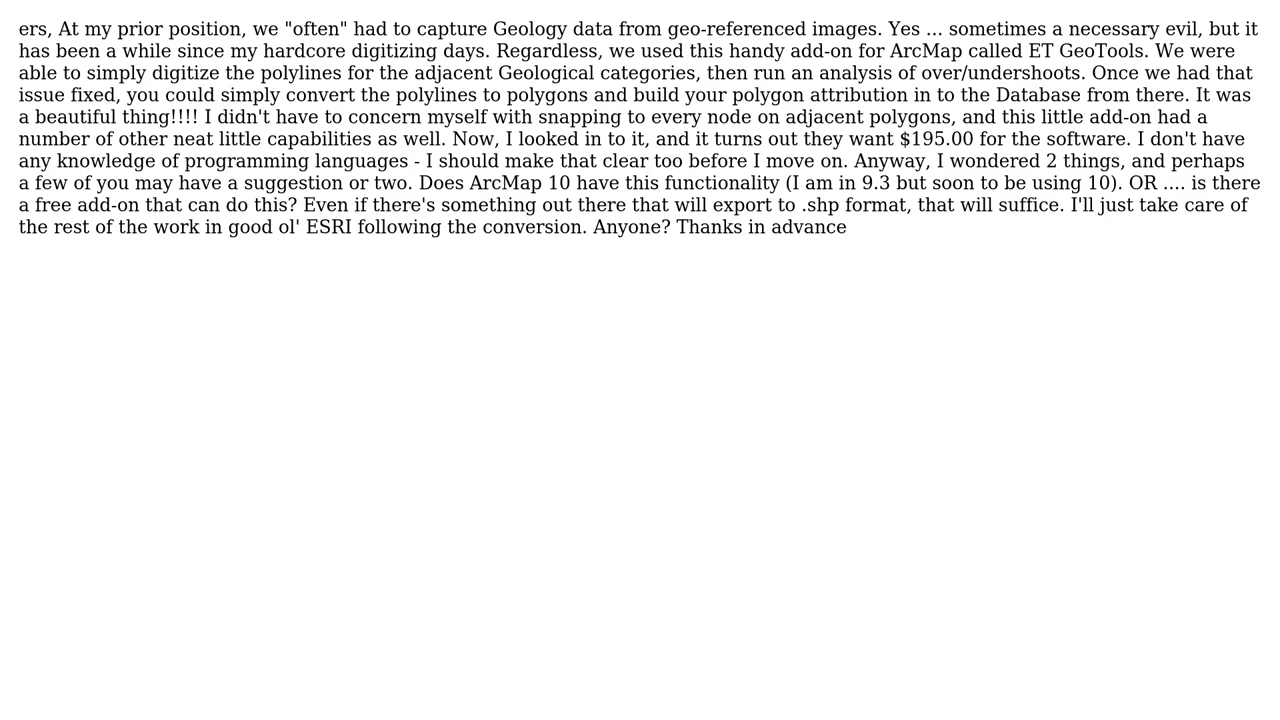 ers, At my prior position, we "often" had to capture Geology data from geo-referenced images. Yes ... sometimes a necessary evil, but it
has been a while since my hardcore digitizing days. Regardless, we used this handy add-on for ArcMap called ET GeoTools. We were
able to simply digitize the polylines for the adjacent Geological categories, then run an analysis of over/undershoots. Once we had that
issue fixed, you could simply convert the polylines to polygons and build your polygon attribution in to the Database from there. It was
a beautiful thing!!!! I didn't have to concern myself with snapping to every node on adjacent polygons, and this little add-on had a
number of other neat little capabilities as well. Now, I looked in to it, and it turns out they want $195.00 for the software. I don't have
any knowledge of programming languages - I should make that clear too before I move on. Anyway, I wondered 2 things, and perhaps
a few of you may have a suggestion or two. Does ArcMap 10 have this functionality (I am in 9.3 but soon to be using 10). OR .... is there
a free add-on that can do this? Even if there's something out there that will export to .shp format, that will suffice. I'll just take care of
the rest of the work in good ol' ESRI following the conversion. Anyone? Thanks in advance